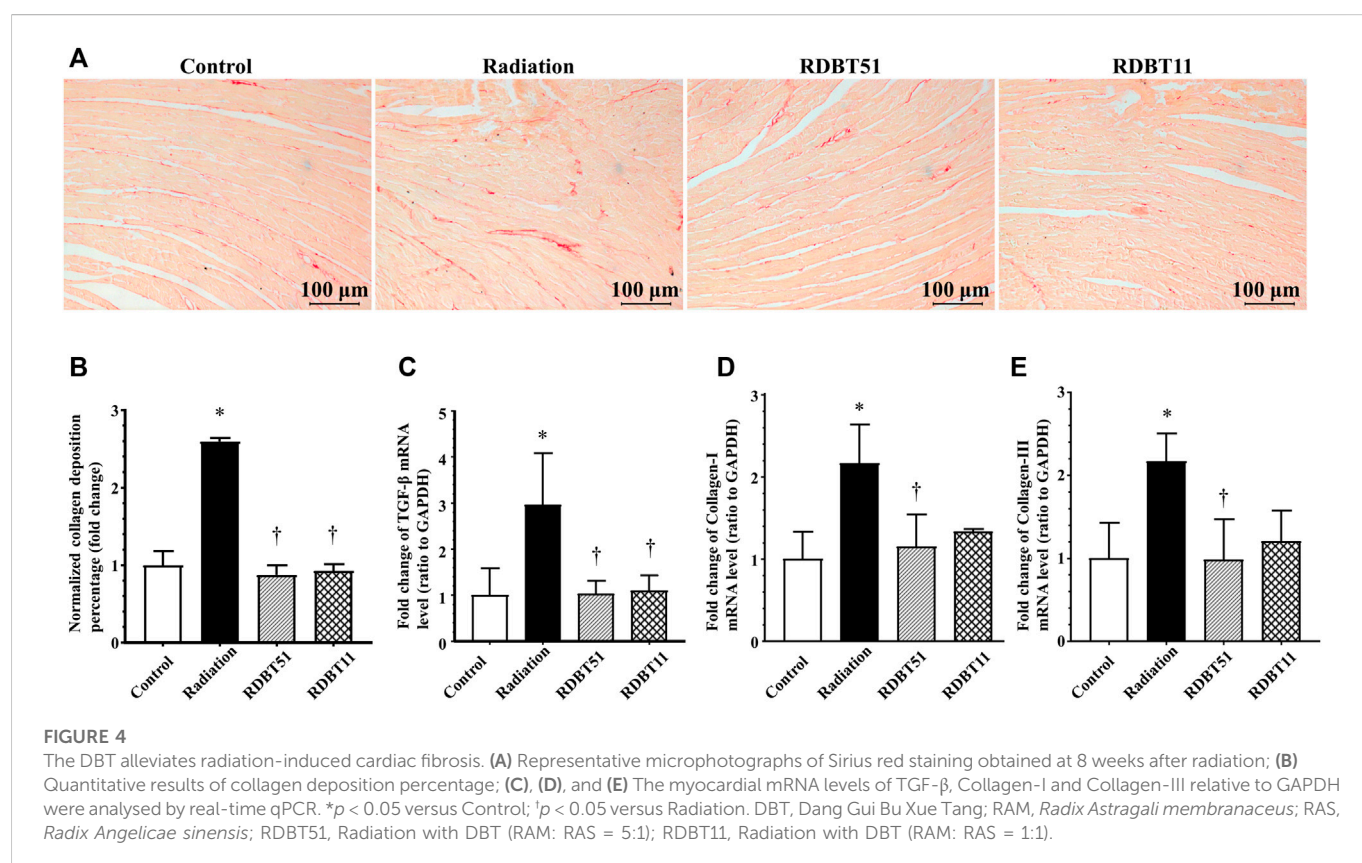 A
Control
Radiation
RDBT51
RDBT11
100 μm
100 μm
100 μm
100 μm
B
Normalized collagen deposition
percentage (fold change)
3
2
1
0
*
†
†
Control
Radiation
RDBT51
RDBT11
C
Fold change of TGF-β mRNA
level (ratio to GAPDH)
5
4
3
2
1
0
*
†
†
Control
Radiation
RDBT51
RDBT11
D
Fold change of Collagen-I
mRNA level (ratio to GAPDH)
3
2
1
0
*
†
Control
Radiation
RDBT51
RDBT11
E
Fold change of Collagen-III
mRNA level (ratio to GAPDH)
3
2
1
0
*
†
Control
Radiation
RDBT51
RDBT11
FIGURE 4
The DBT alleviates radiation-induced cardiac fibrosis. (A) Representative microphotographs of Sirius red staining obtained at 8 weeks after radiation; (B)
Quantitative results of collagen deposition percentage; (C), (D), and (E) The myocardial mRNA levels of TGF-β, Collagen-I and Collagen-III relative to GAPDH
were analysed by real-time qPCR. *p < 0.05 versus Control; †p < 0.05 versus Radiation. DBT, Dang Gui Bu Xue Tang; RAM, Radix Astragali membranaceus; RAS,
Radix Angelicae sinensis; RDBT51, Radiation with DBT (RAM: RAS = 5:1); RDBT11, Radiation with DBT (RAM: RAS = 1:1).